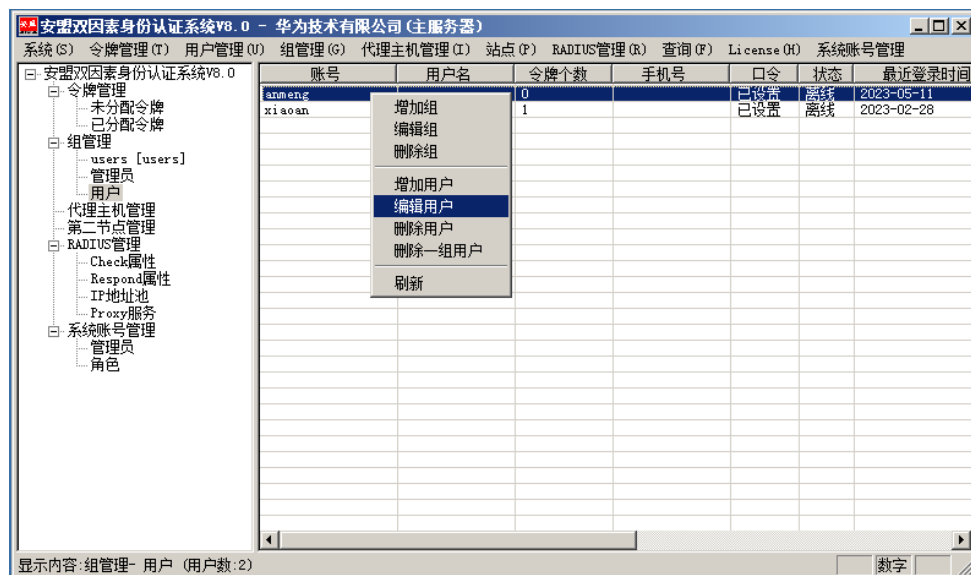 安盟双因素身份认证系统V8.0 - 华为技术有限公司(主服务器)
系统(S) 令牌管理(T) 用户管理(U) 组管理(G) 代理主机管理(I) 站点(P) RADIUS管理(R) 查询(F) License(H) 系统账号管理
安盟双因素身份认证系统V8.0
令牌管理
未分配令牌
已分配令牌
组管理
users [users]
管理员
用户
代理主机管理
第二节点管理
RADIUS管理
Check属性
Respond属性
IP地址池
Proxy服务
系统账号管理
管理员
角色
账号 用户名 令牌个数 手机号 口令 状态 最近登录时间
anmeng 0 已设置 离线 2023-05-11
xiaoan 1 已设置 离线 2023-02-28
增加组
编辑组
删除组
增加用户
编辑用户
删除用户
删除一组用户
刷新
显示内容:组管理- 用户 (用户数:2) 数字